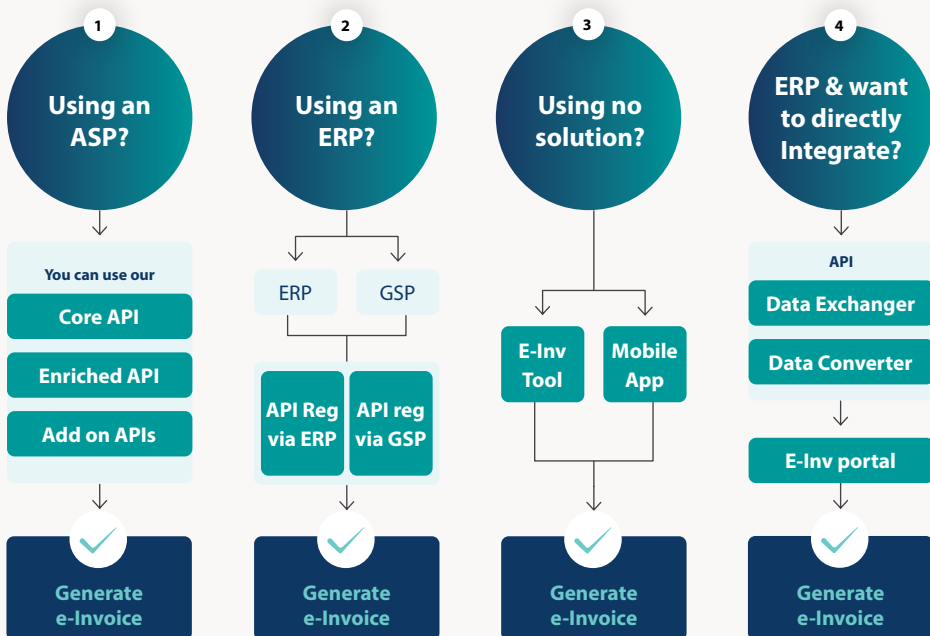 1
Using an
ASP?
You can use our
Core API
Enriched API
Add on APIs
Generate
e-Invoice
2
Using an
ERP?
ERP
GSP
API Reg
via ERP
API reg
via GSP
Generate
e-Invoice
3
Using no
solution?
E-Inv
Tool
Mobile
App
Generate
e-Invoice
4
ERP & want
to directly
Integrate?
API
Data Exchanger
Data Converter
E-Inv portal
Generate
e-Invoice